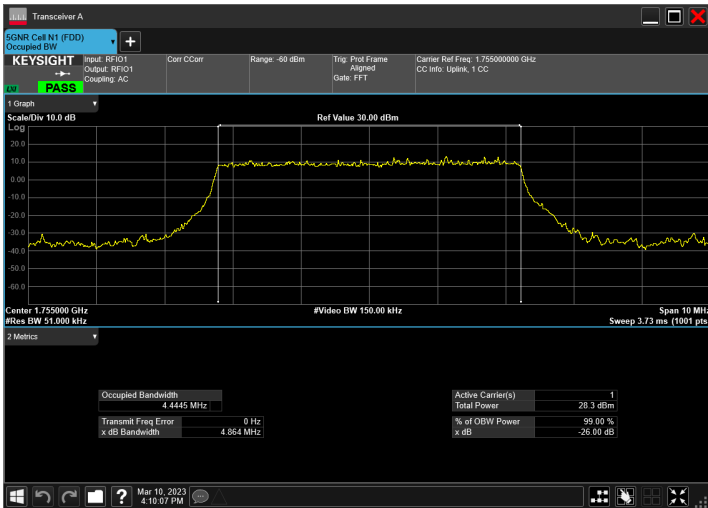 Transceiver A
5GNR Cell N1 (FDD)
Occupied BW
+
KEYSIGHT
LXI
PASS
Input: RFIO1
Output: RFIO1
Coupling: AC
Corr CCorr
Range: -60 dBm
Trig: Prot Frame
Aligned
Gate: FFT
Carrier Ref Freq: 1.755000000 GHz
CC Info: Uplink, 1 CC
1 Graph
Scale/Div 10.0 dB
Ref Value 30.00 dBm
Log
20.0
10.0
0.00
-10.0
-20.0
-30.0
-40.0
-50.0
-60.0
Center 1.755000 GHz
#Video BW 150.00 kHz
Span 10 MHz
#Res BW 51.000 kHz
Sweep 3.73 ms (1001 pts
2 Metrics
Occupied Bandwidth
4.4445 MHz
Active Carrier(s) 1
Total Power 28.3 dBm
Transmit Freq Error 0 Hz
x dB Bandwidth 4.864 MHz
% of OBW Power 99.00 %
x dB -26.00 dB
?
Mar 10, 2023
4:10:07 PM